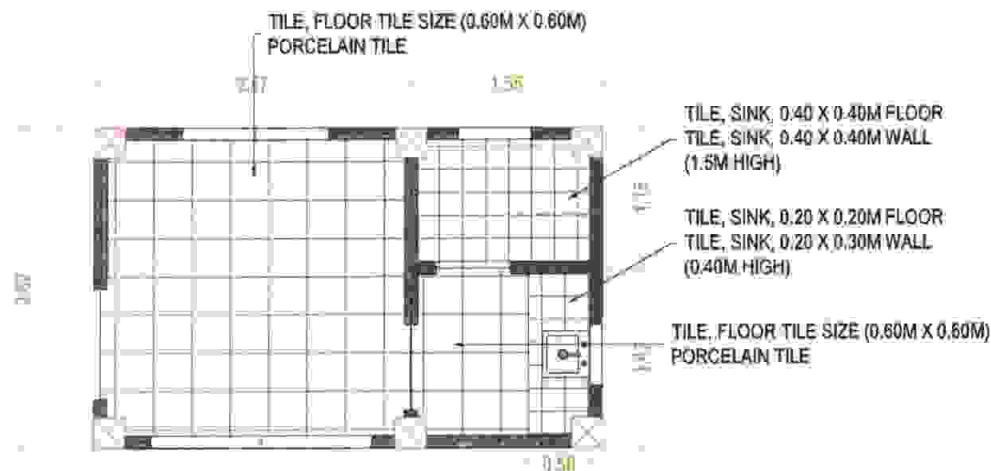 TILE, FLOOR TILE SIZE (0.60M X 0.60M)
PORCELAIN TILE
1.55
TILE, SINK, 0.40 X 0.40M FLOOR
TILE, SINK, 0.40 X 0.40M WALL
(1.5M HIGH)
TILE, SINK, 0.20 X 0.20M FLOOR
TILE, SINK, 0.20 X 0.30M WALL
(0.40M HIGH)
TILE, FLOOR TILE SIZE (0.60M X 0.60M)
PORCELAIN TILE
0.50